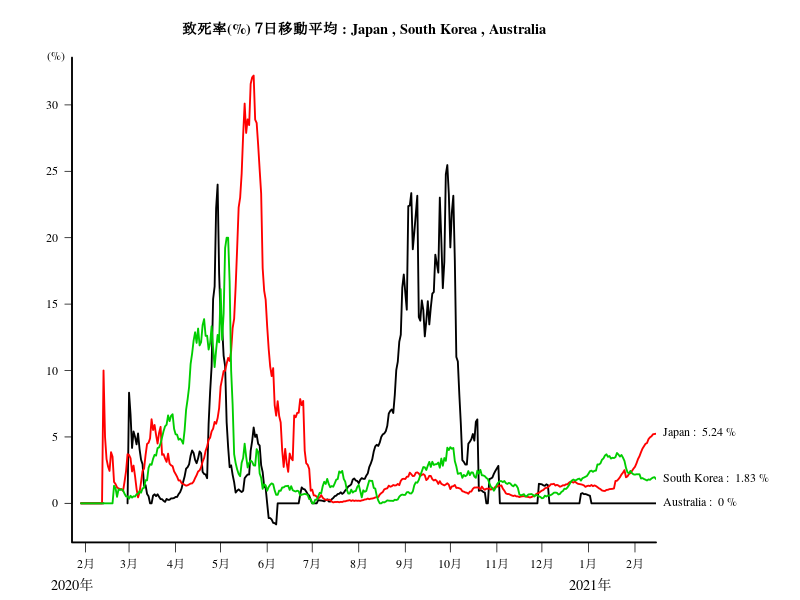 致死率(%) 7日移動平均 : Japan , South Korea , Australia
(%)
30
25
20
15
10
5
0
Japan : 5.24 %
South Korea : 1.83 %
Australia : 0 %
2月 3月 4月 5月 6月 7月 8月 9月 10月 11月 12月 1月 2月
2020年 2021年